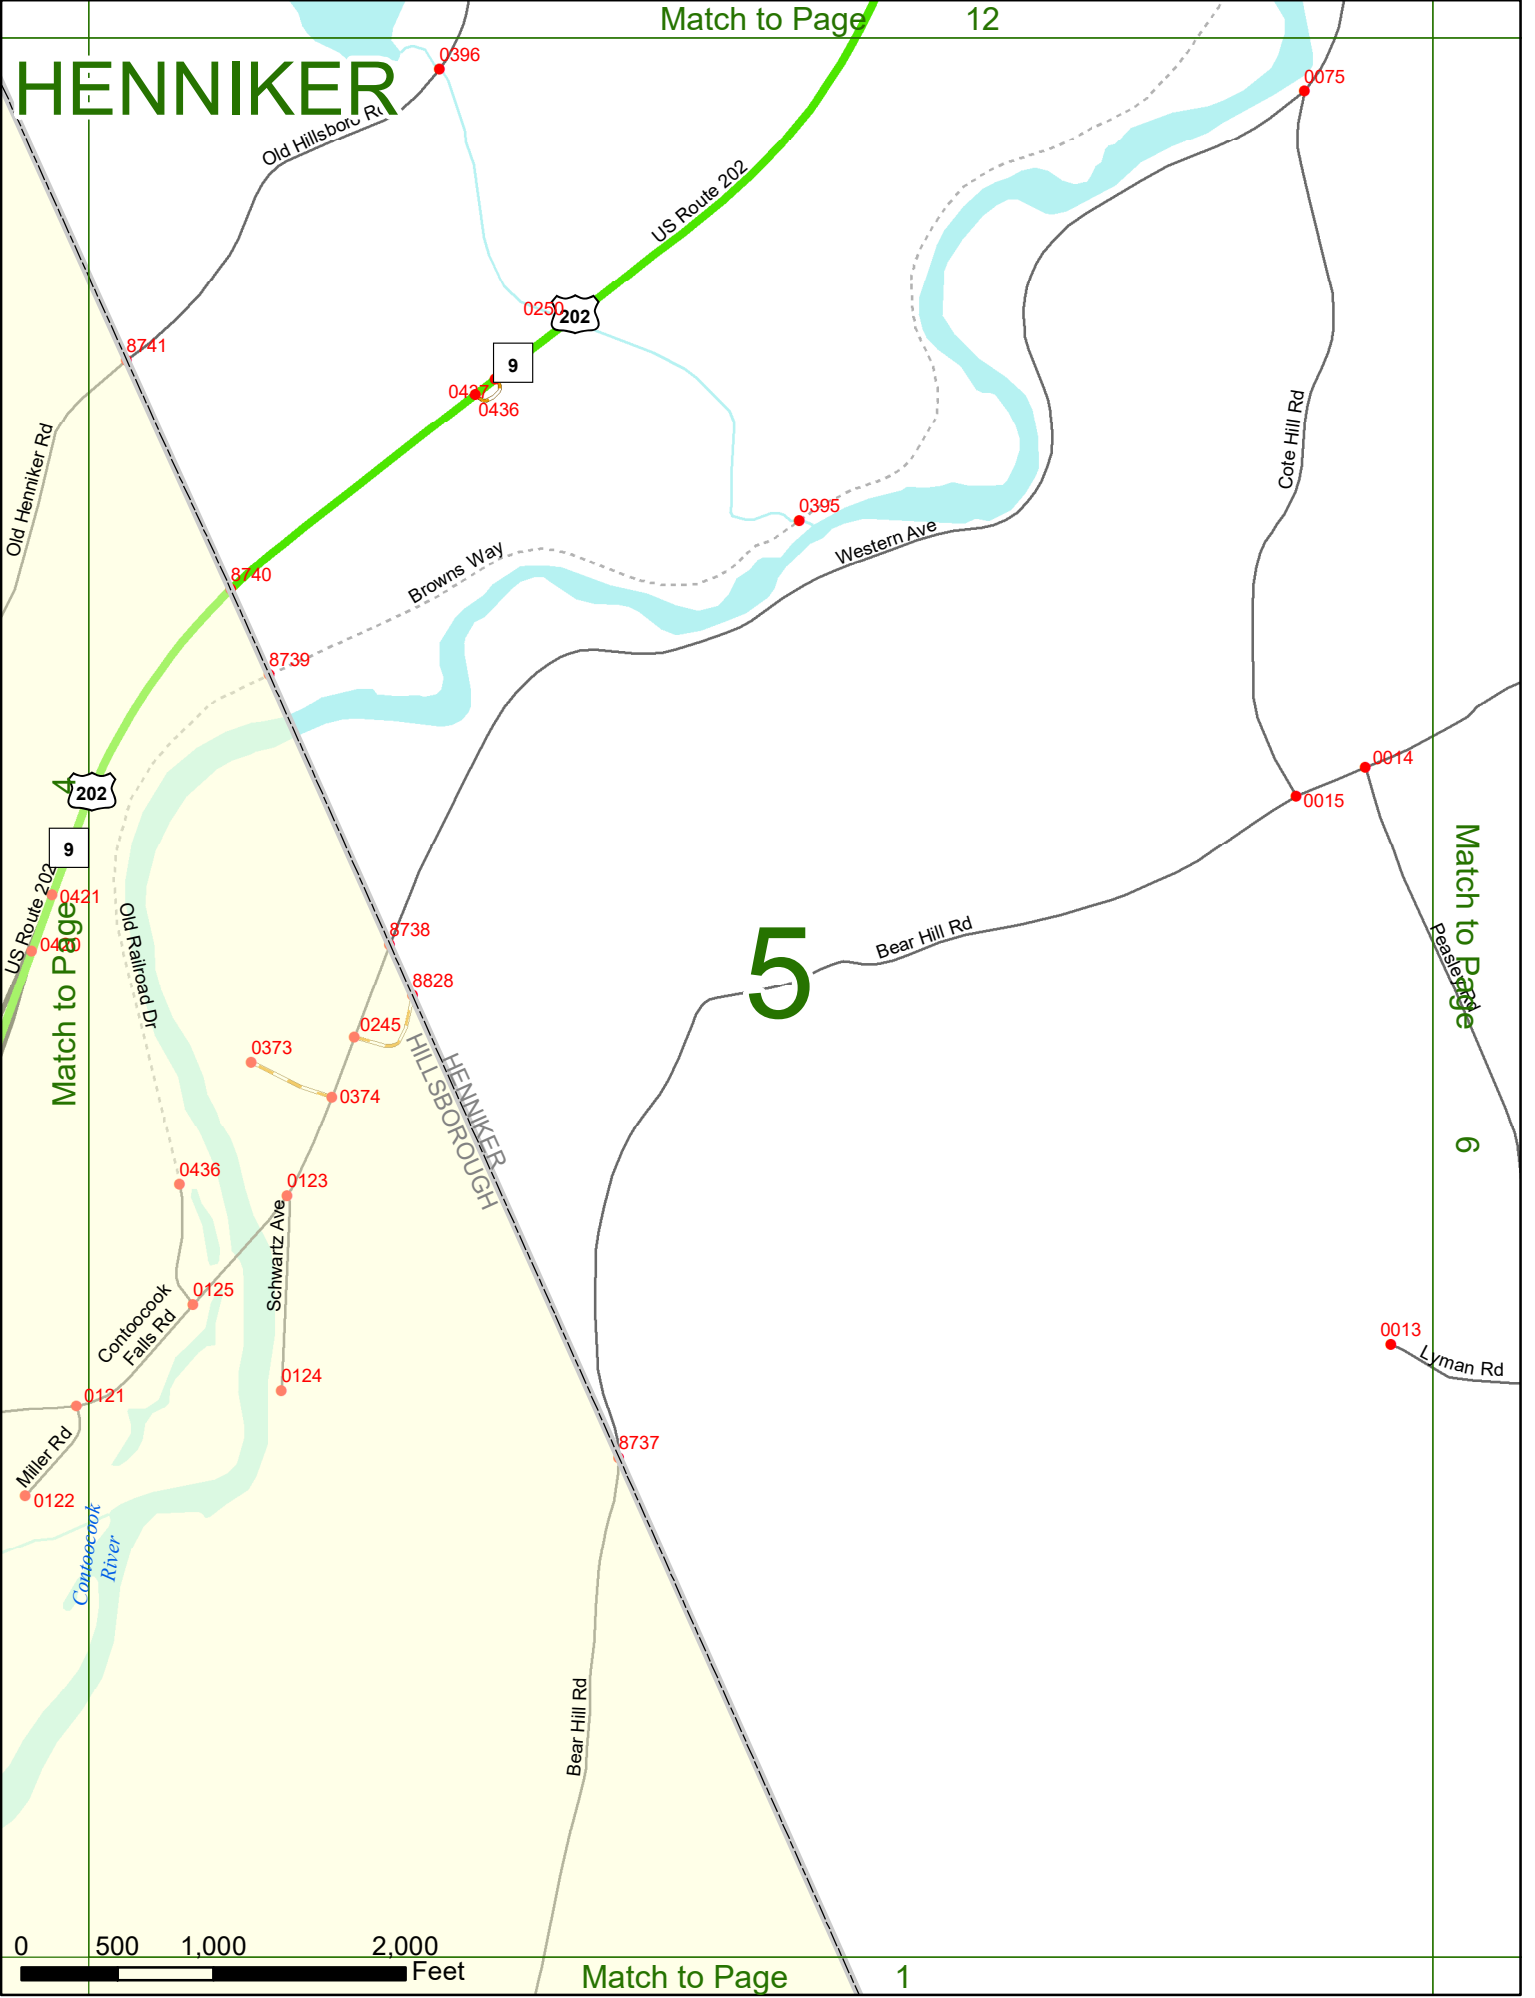 Match to Page 12
HENNIKER
0396
0075
Old Hillsboro Rd
US Route 202
0250
202
8741
9
0437
0436
Old Henniker Rd
Cote Hill Rd
0395
Western Ave
Browns Way
8740
8739
Match to Page 4
202
9
US Route 202
0421
0420
Old Railroad Dr
0014
0015
Match to Page 6
Peasley Rd
Bear Hill Rd
5
8738
8828
0245
0373
0374
HENNIKER
HILLSBOROUGH
0436
0123
Schwartz Ave
0125
Contoocook
Falls Rd
0124
0121
Miller Rd
0122
0013
Lyman Rd
8737
Contoocook
River
Bear Hill Rd
0 500 1,000 2,000
Feet
Match to Page 1